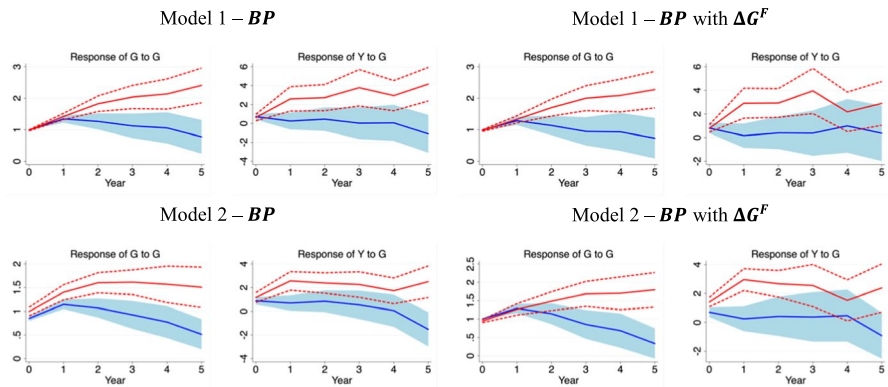 Model 1 – BP
Model 1 – BP with ΔG^F
Response of G to G
3
2
1
0
0 1 2 3 4 5
Year
Response of Y to G
6
4
2
0
-2
-4
0 1 2 3 4 5
Year
Response of G to G
3
2
1
0
0 1 2 3 4 5
Year
Response of Y to G
6
4
2
0
-2
0 1 2 3 4 5
Year
Model 2 – BP
Model 2 – BP with ΔG^F
Response of G to G
2
1.5
1
.5
0
0 1 2 3 4 5
Year
Response of Y to G
4
2
0
-2
-4
0 1 2 3 4 5
Year
Response of G to G
2.5
2
1.5
1
.5
0
0 1 2 3 4 5
Year
Response of Y to G
4
2
0
-2
0 1 2 3 4 5
Year